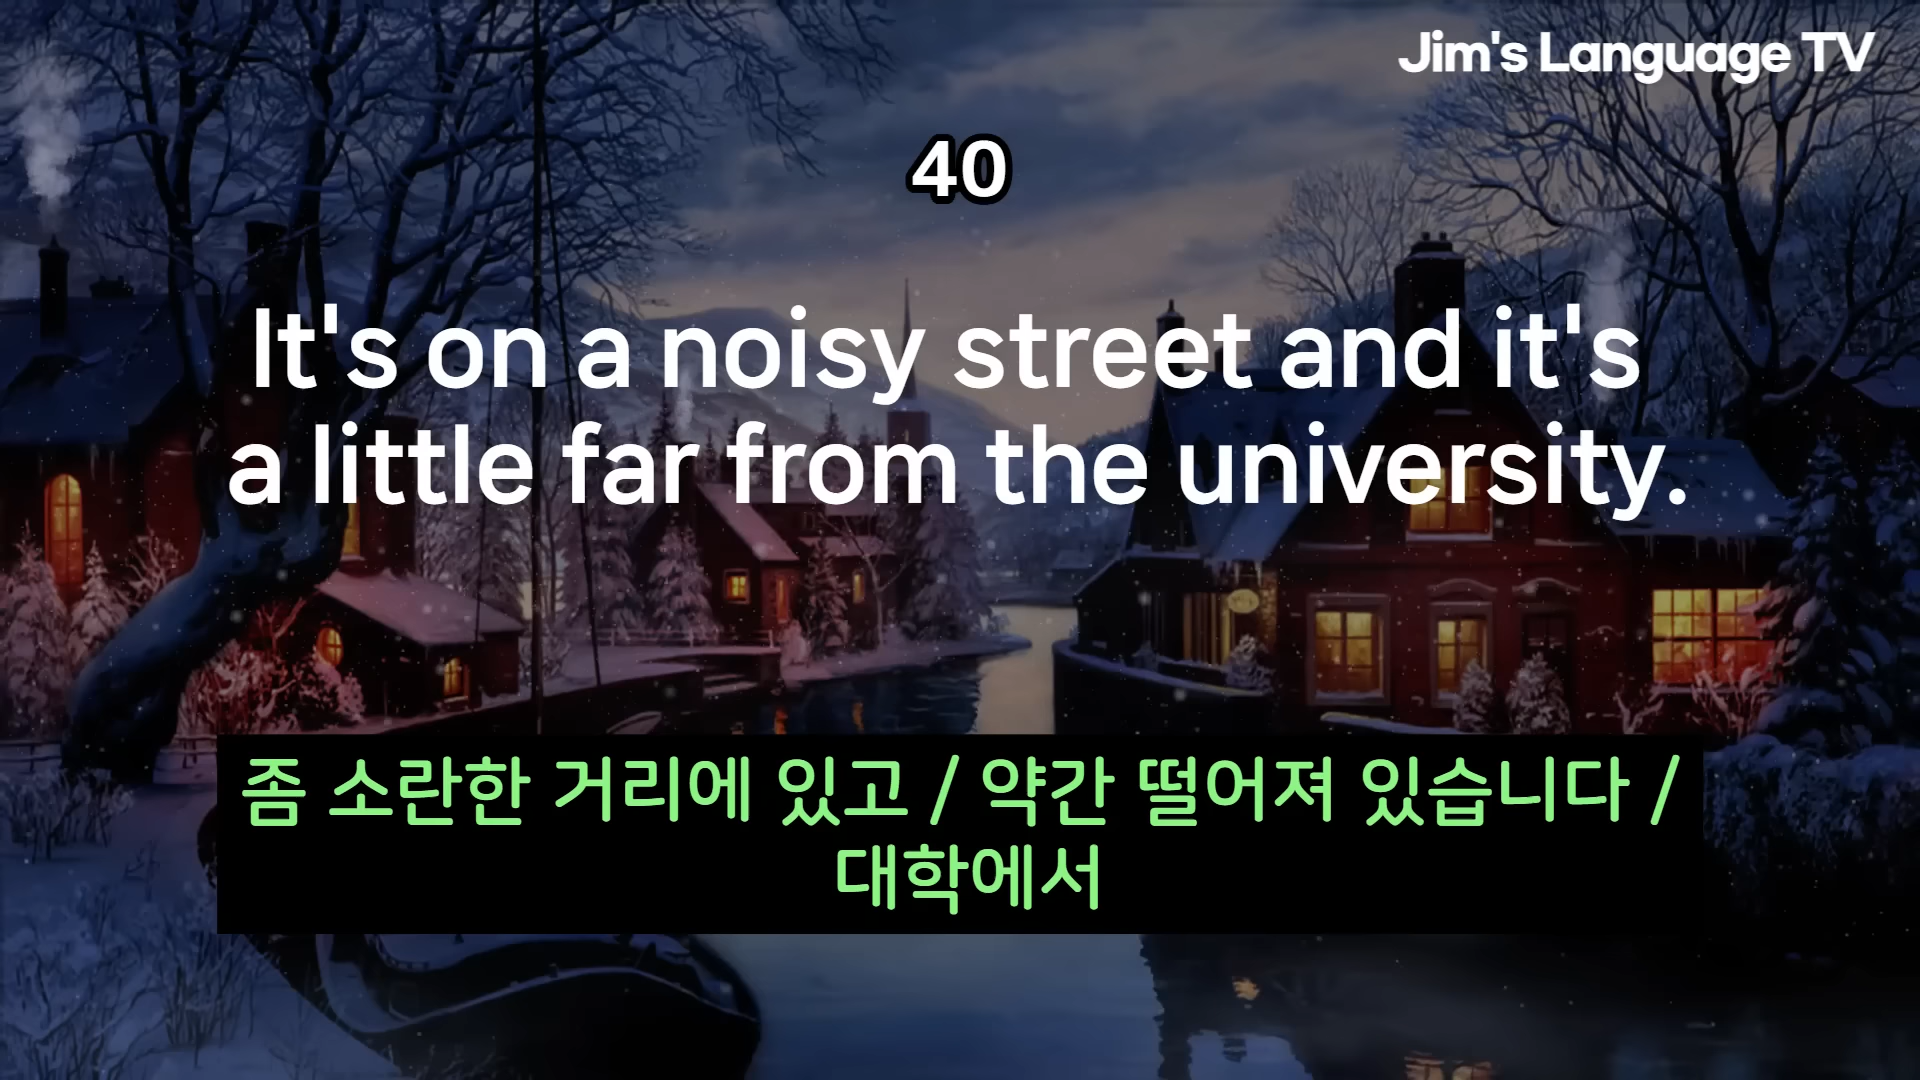 Jim's Language TV
40
It's on a noisy street and it's
a little far from the university.
좀 소란한 거리에 있고 / 약간 떨어져 있습니다 /
대학에서